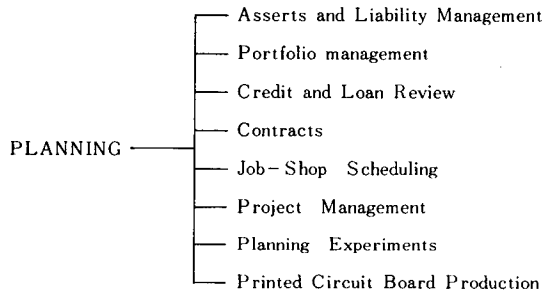 Asserts and Liability Management
Portfolio management
Credit and Loan Review
Contracts
PLANNING
Job-Shop Scheduling
Project Management
Planning Experiments
Printed Circuit Board Production